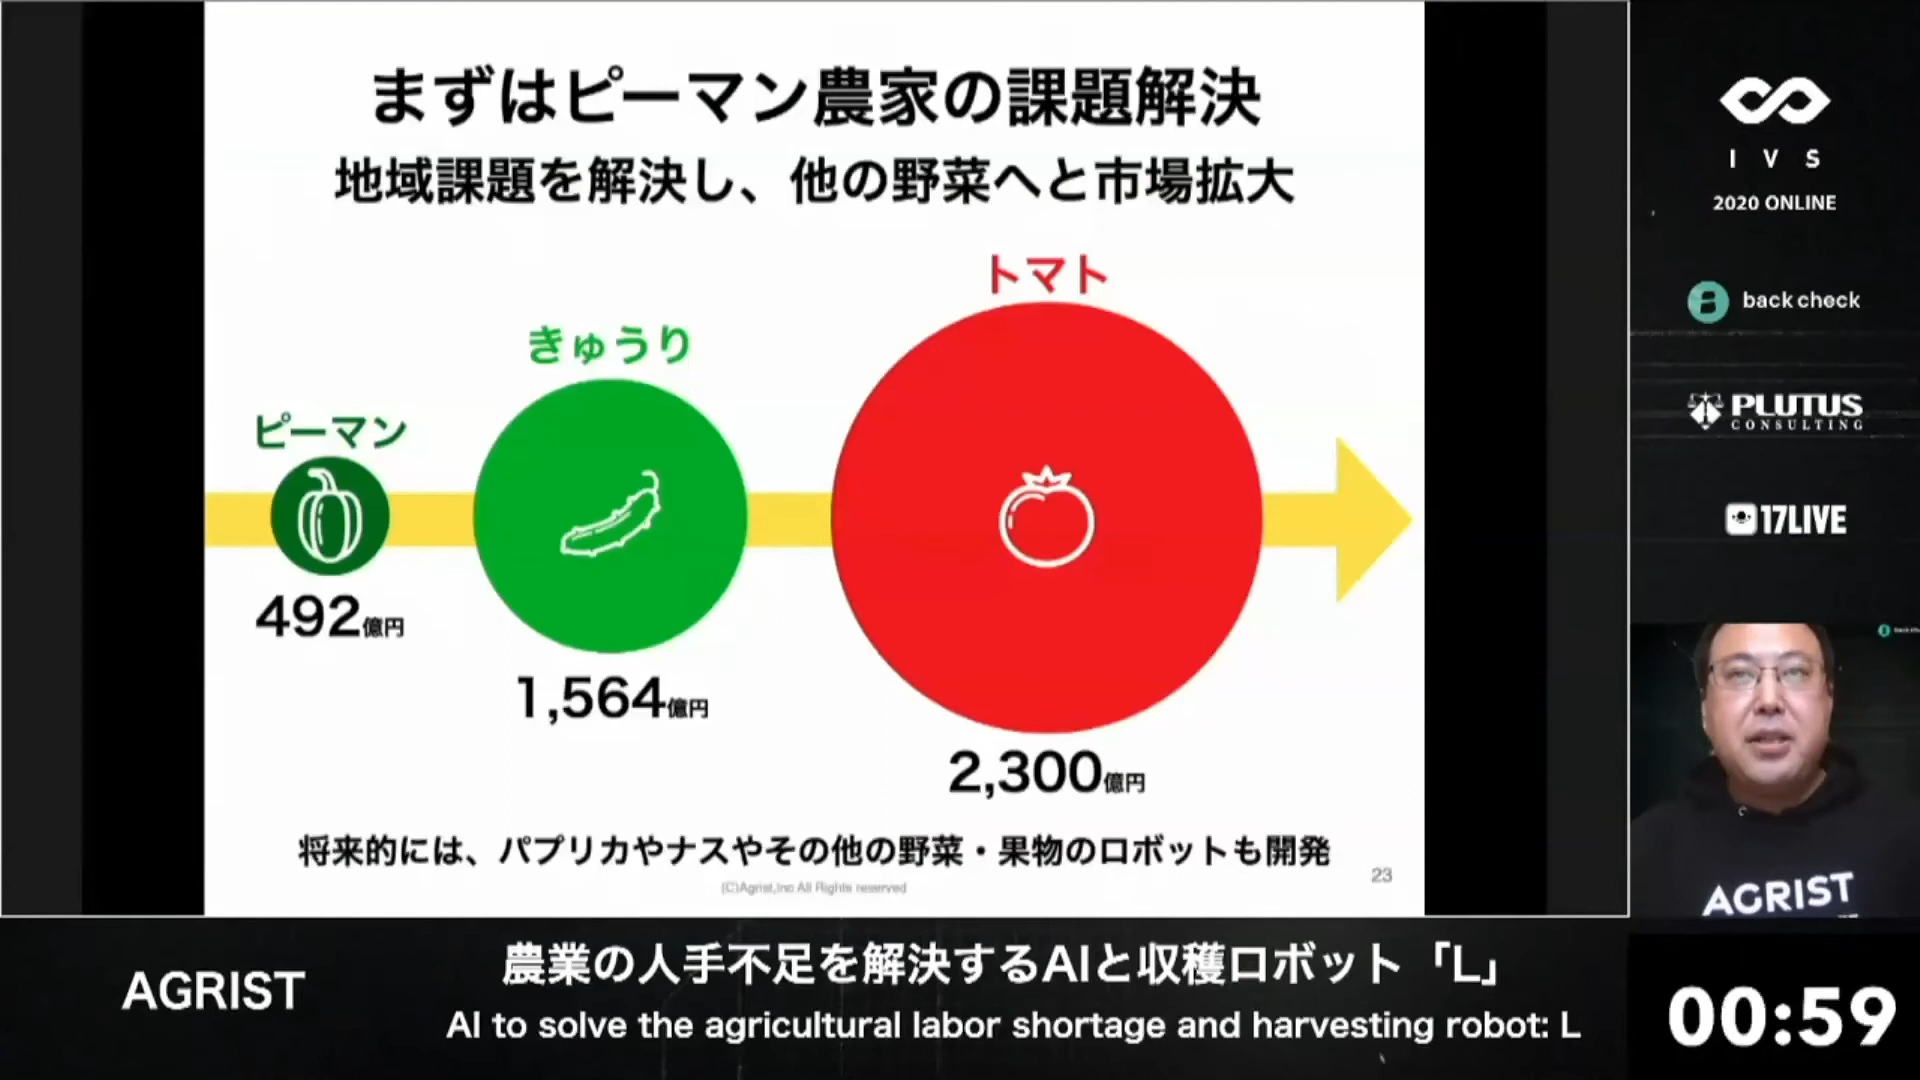 まずはピーマン農家の課題解決
地域課題を解決し、他の野菜へと市場拡大
トマト
きゅうり
ピーマン
492億円
1,564億円
2,300億円
将来的には、パプリカやナスやその他の野菜・果物のロボットも開発
(C)Agrist,Inc All Rights reserved
23
IVS
2020 ONLINE
back check
PLUTUS
CONSULTING
17LIVE
AGRIST
AGRIST
農業の人手不足を解決するAIと収穫ロボット「L」
AI to solve the agricultural labor shortage and harvesting robot: L
00:59